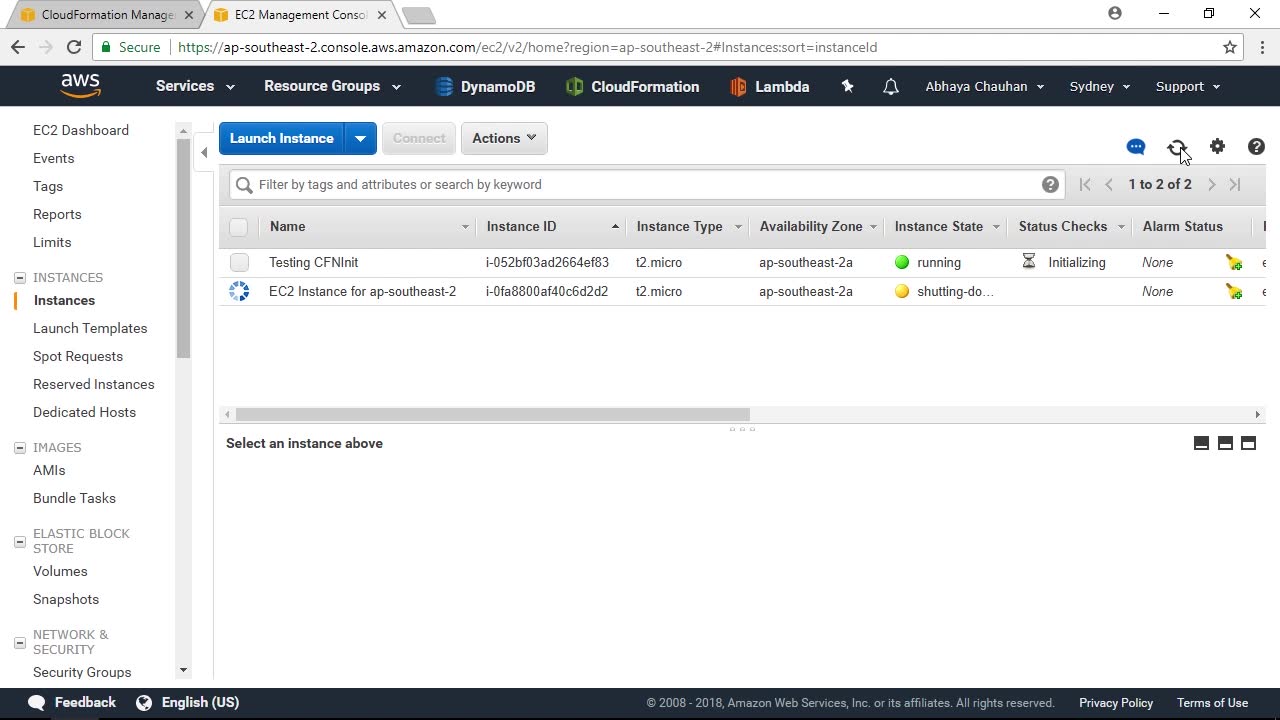 CloudFormation Manage
EC2 Management Conso
Secure https://ap-southeast-2.console.aws.amazon.com/ec2/v2/home?region=ap-southeast-2#Instances:sort=instanceId
aws Services Resource Groups DynamoDB CloudFormation Lambda Abhaya Chauhan Sydney Support
EC2 Dashboard
Events
Tags
Reports
Limits
INSTANCES
Instances
Launch Templates
Spot Requests
Reserved Instances
Dedicated Hosts
IMAGES
AMIs
Bundle Tasks
ELASTIC BLOCK
STORE
Volumes
Snapshots
NETWORK &
SECURITY
Security Groups
Launch Instance Connect Actions
Filter by tags and attributes or search by keyword 1 to 2 of 2
Name Instance ID Instance Type Availability Zone Instance State Status Checks Alarm Status
Testing CFNInit i-052bf03ad2664ef83 t2.micro ap-southeast-2a running Initializing None
EC2 Instance for ap-southeast-2 i-0fa8800af40c6d2d2 t2.micro ap-southeast-2a shutting-do... None
Select an instance above
Feedback English (US) © 2008 - 2018, Amazon Web Services, Inc. or its affiliates. All rights reserved. Privacy Policy Terms of Use